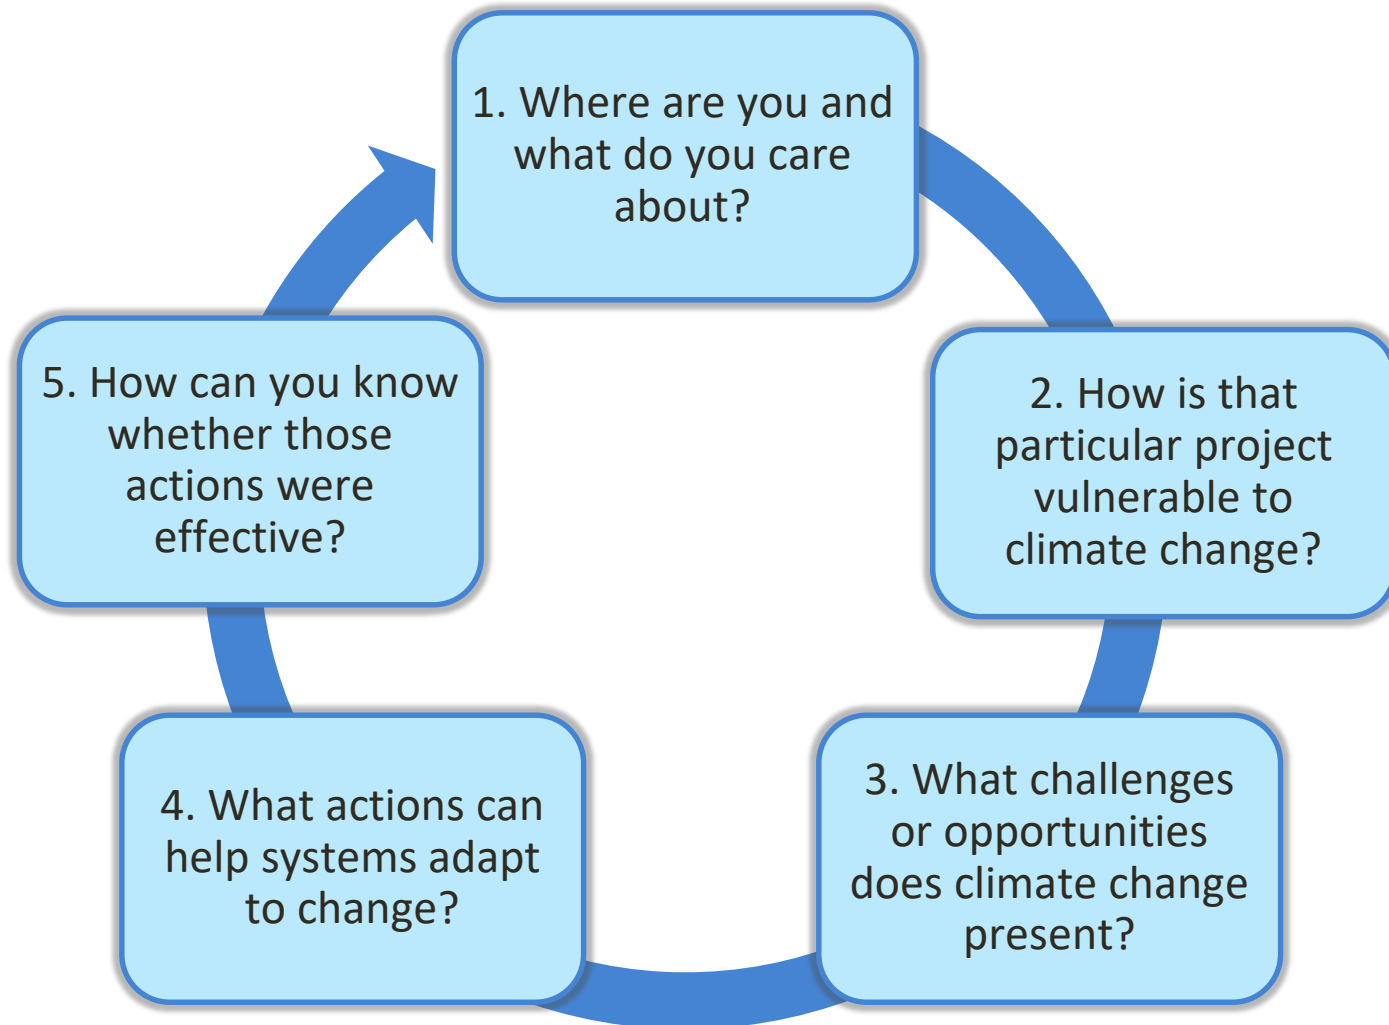 1. Where are you and
what do you care
about?
2. How is that
particular project
vulnerable to
climate change?
3. What challenges
or opportunities
does climate change
present?
4. What actions can
help systems adapt
to change?
5. How can you know
whether those
actions were
effective?